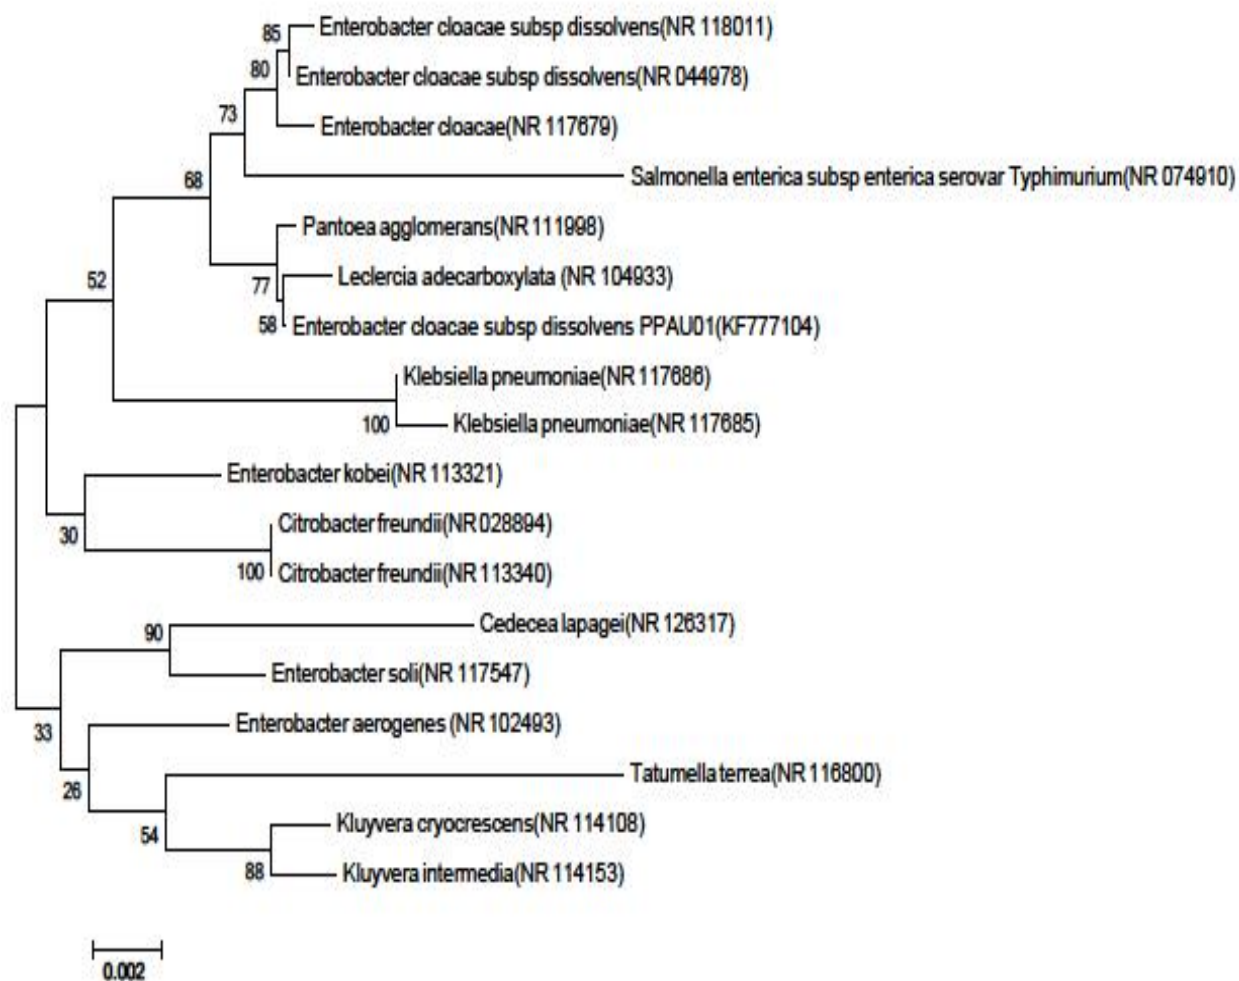 85
Enterobacter cloacae subsp dissolvens(NR 118011)
80
Enterobacter cloacae subsp dissolvens(NR 044978)
73
Enterobacter cloacae(NR 117679)
68
Salmonella enterica subsp enterica serovar Typhimurium(NR 074910)
Pantoea agglomerans(NR 111998)
52
77
Leclercia adecarboxylata (NR 104933)
58
Enterobacter cloacae subsp dissolvens PPAU01(KF777104)
Klebsiella pneumoniae(NR 117686)
100
Klebsiella pneumoniae(NR 117685)
Enterobacter kobei(NR 113321)
30
Citrobacter freundii(NR 028894)
100
Citrobacter freundii(NR 113340)
90
Cedecea lapagei(NR 126317)
Enterobacter soli(NR 117547)
33
Enterobacter aerogenes (NR 102493)
26
Tatumella terrea(NR 116800)
54
Kluyvera cryocrescens(NR 114108)
88
Kluyvera intermedia(NR 114153)
0.002